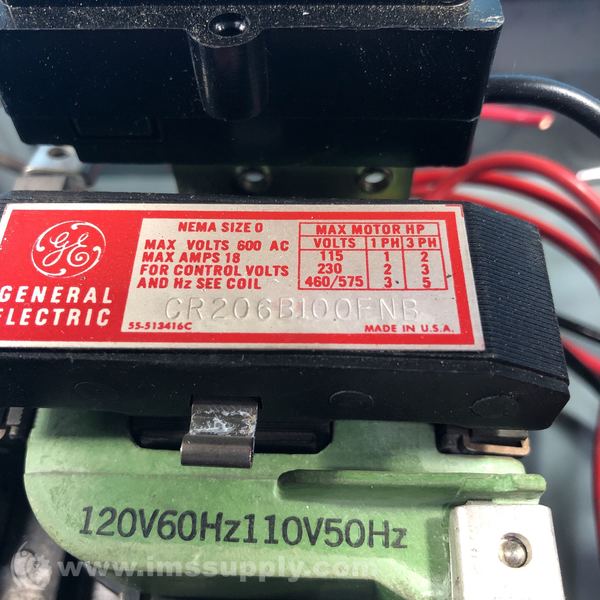 GE
GENERAL
ELECTRIC
NEMA SIZE 0
MAX VOLTS 600 AC
MAX AMPS 18
FOR CONTROL VOLTS
AND Hz SEE COIL
MAX MOTOR HP
VOLTS 1 PH 3 PH
115 1 2
230 2 3
460/575 3 5
CR206B100FNB
55-513416C
MADE IN U.S.A.
120V60Hz110V50Hz
www.imssupply.com